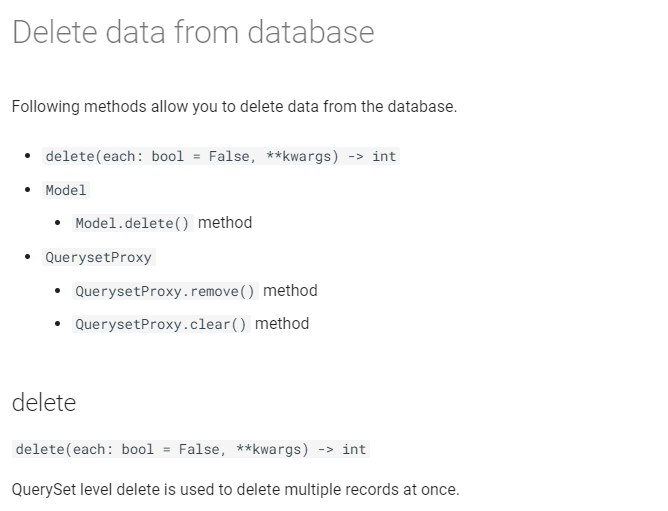 Delete data from database
Following methods allow you to delete data from the database.
delete(each: bool = False, **kwargs) -> int
Model
Model.delete() method
QuerysetProxy
QuerysetProxy.remove() method
QuerysetProxy.clear() method
delete
delete(each: bool = False, **kwargs) -> int
QuerySet level delete is used to delete multiple records at once.